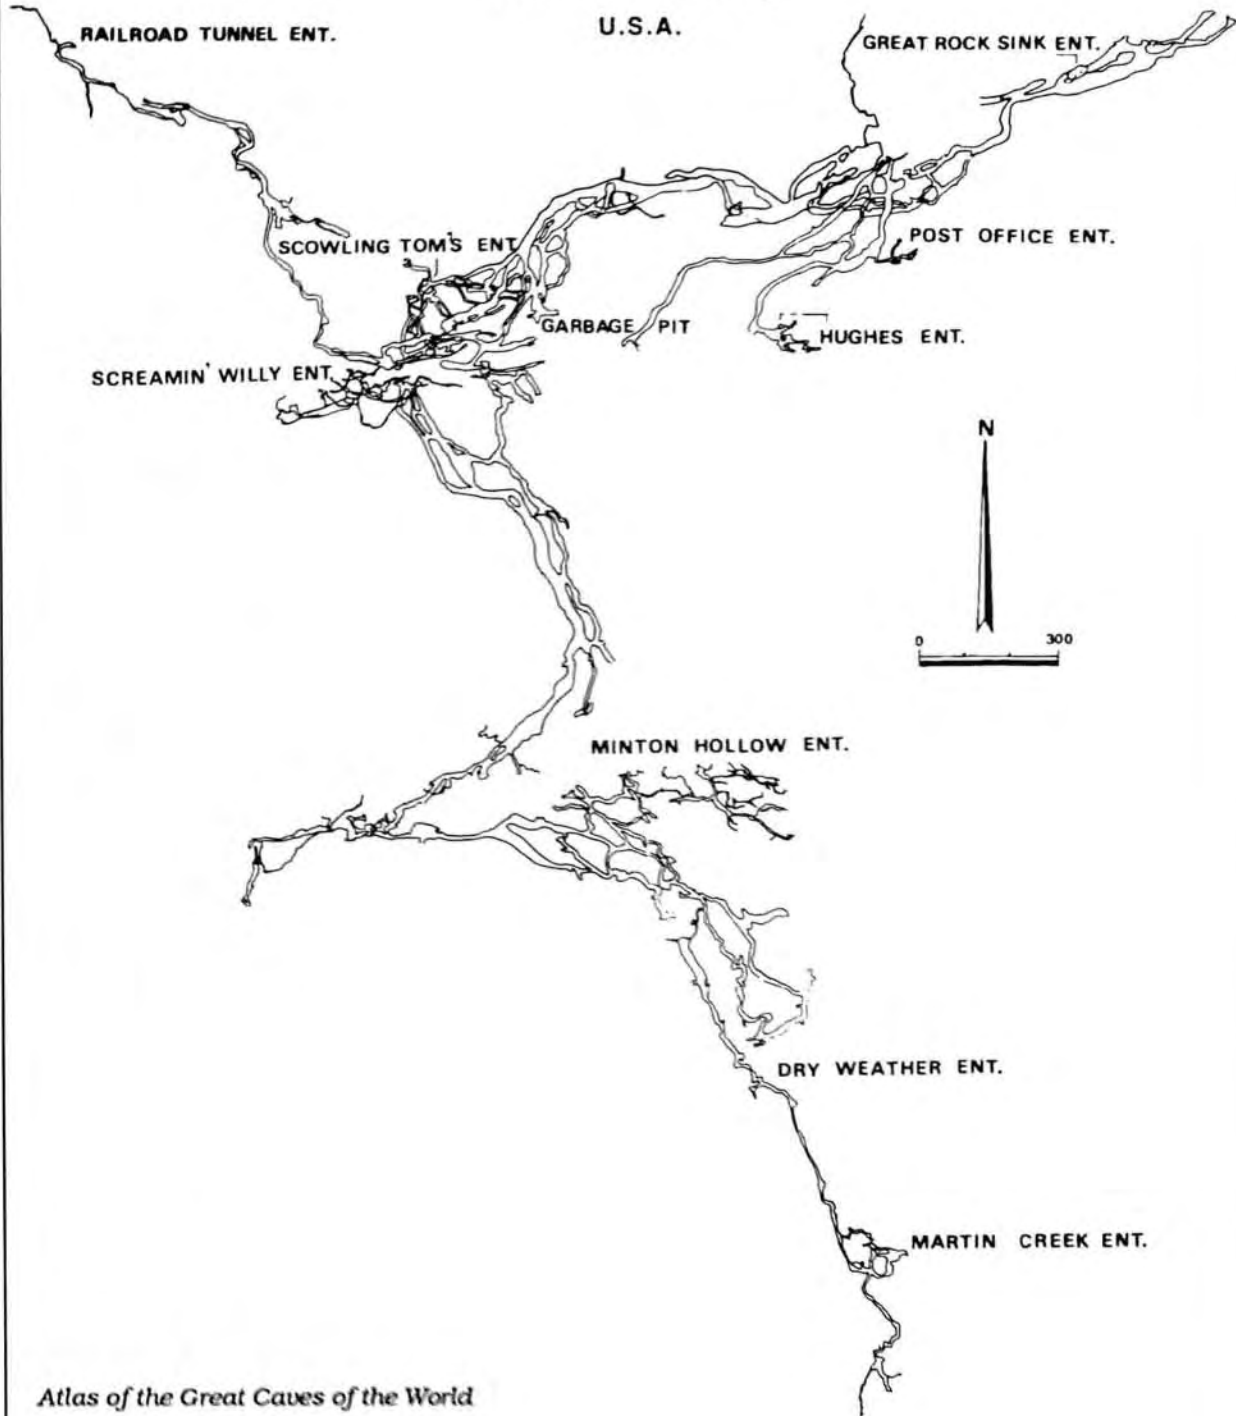 U.S.A.
RAILROAD TUNNEL ENT.
GREAT ROCK SINK ENT.
SCOWLING TOM'S ENT
POST OFFICE ENT.
GARBAGE PIT
HUGHES ENT.
SCREAMIN' WILLY ENT.
N
0 300
MINTON HOLLOW ENT.
DRY WEATHER ENT.
MARTIN CREEK ENT.
Atlas of the Great Caves of the World